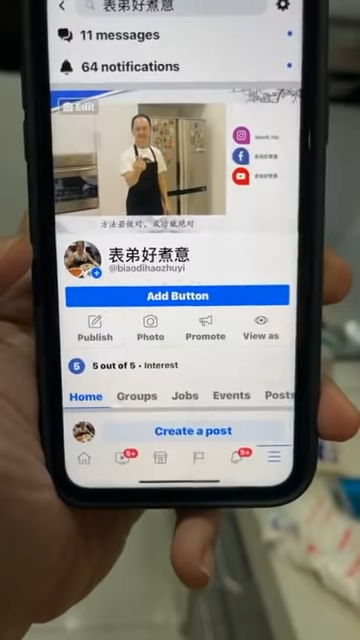 表弟好煮意
11 messages
64 notifications
Edit
方法若做对，成功就绝对
表弟好煮意
@biaodihaozhuyi
Add Button
Publish
Photo
Promote
View as
5
5 out of 5 · Interest
Home
Groups
Jobs
Events
Posts
Create a post
9+
9+